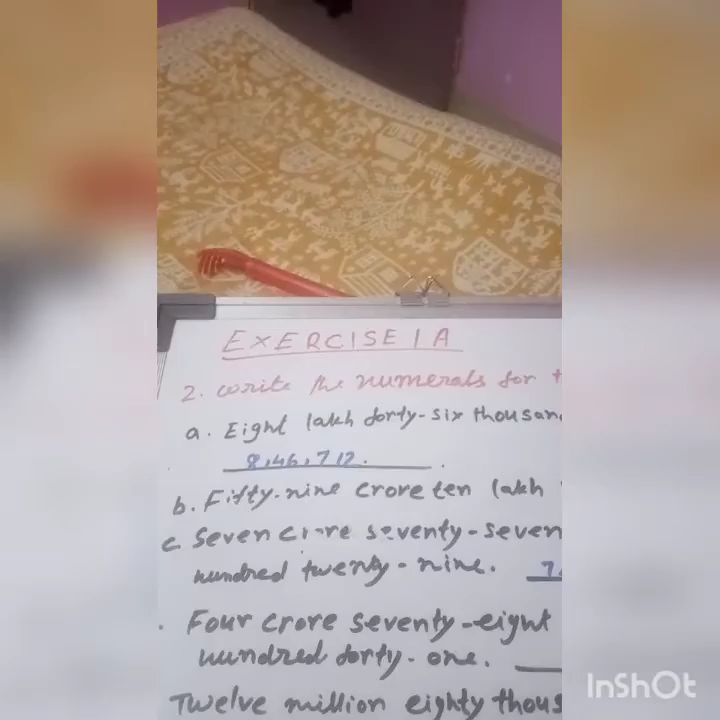 EXERCISE 1A
2. Write the numerals for
a. Eight lakh forty-six thousand
8,46,712.
b. Fifty-nine crore ten lakh
c. Seven crore seventy-seven
hundred twenty-nine. 7
Four crore seventy-eight
hundred forty-one.
Twelve million eighty thous
InShOt